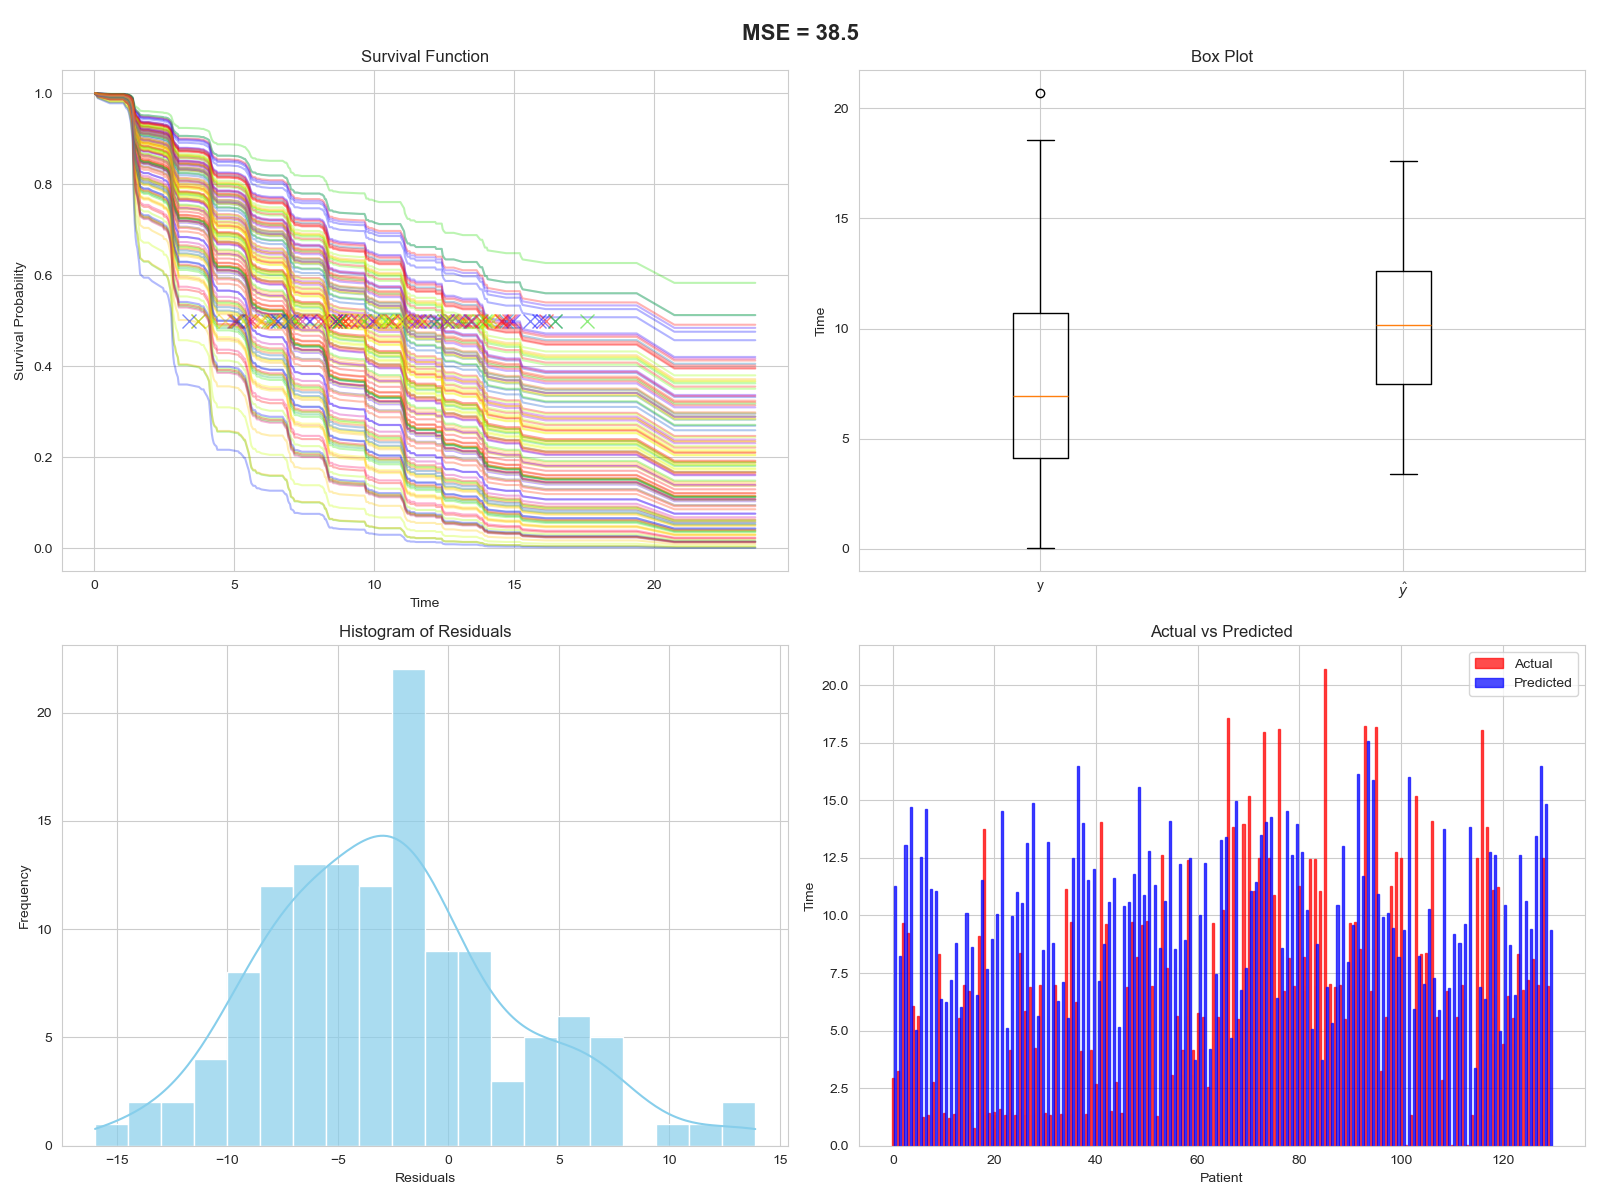 MSE = 38.5
Survival Function
1.0
0.8
0.6
0.4
0.2
0.0
Survival Probability
0
5
10
15
20
Time
Box Plot
20
15
10
5
0
Time
y
ŷ
Histogram of Residuals
20
15
10
5
0
Frequency
−15
−10
−5
0
5
10
15
Residuals
Actual vs Predicted
Actual
Predicted
20.0
17.5
15.0
12.5
10.0
7.5
5.0
2.5
0.0
Time
0
20
40
60
80
100
120
Patient